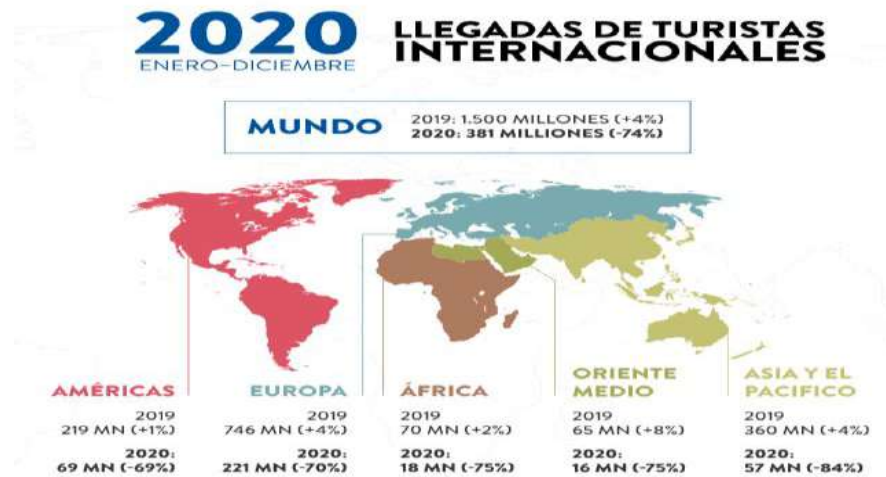 2020
ENERO-DICIEMBRE
LLEGADAS DE TURISTAS
INTERNACIONALES
MUNDO
2019: 1.500 MILLONES (+4%)
2020: 381 MILLIONES (-74%)
AMÉRICAS
2019
219 MN (+1%)
2020:
69 MN (-69%)
EUROPA
2019
746 MN (+4%)
2020:
221 MN (-70%)
ÁFRICA
2019
70 MN (+2%)
2020:
18 MN (-75%)
ORIENTE
MEDIO
2019
65 MN (+8%)
2020:
16 MN (-75%)
ASIA Y EL
PACIFICO
2019
360 MN (+4%)
2020:
57 MN (-84%)